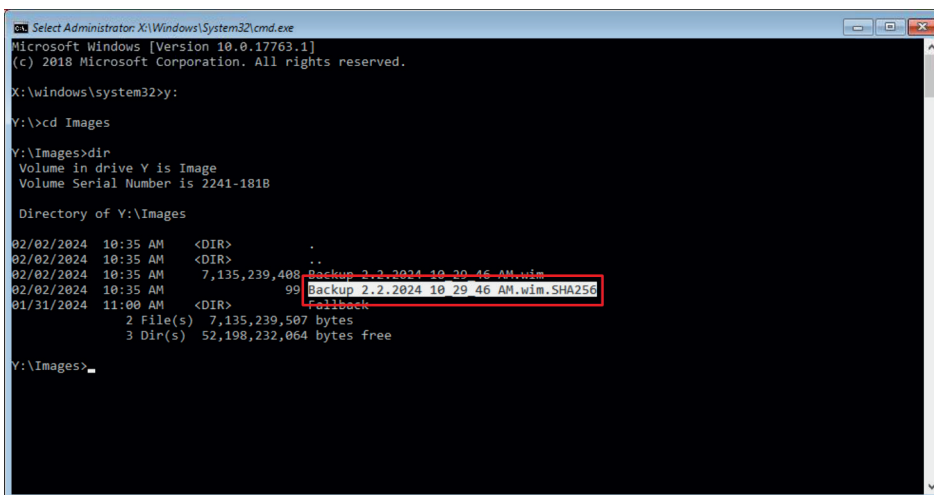 Select Administrator: X:\Windows\System32\cmd.exe
Microsoft Windows [Version 10.0.17763.1]
(c) 2018 Microsoft Corporation. All rights reserved.
X:\windows\system32>y:
Y:\>cd Images
Y:\Images>dir
Volume in drive Y is Image
Volume Serial Number is 2241-181B
Directory of Y:\Images
02/02/2024 10:35 AM <DIR> .
02/02/2024 10:35 AM <DIR> ..
02/02/2024 10:35 AM 7,135,239,408 Backup 2.2.2024 10_29_46 AM.wim
02/02/2024 10:35 AM 99 Backup 2.2.2024 10_29_46 AM.wim.SHA256
01/31/2024 11:00 AM <DIR> Fallback
2 File(s) 7,135,239,507 bytes
3 Dir(s) 52,198,232,064 bytes free
Y:\Images>